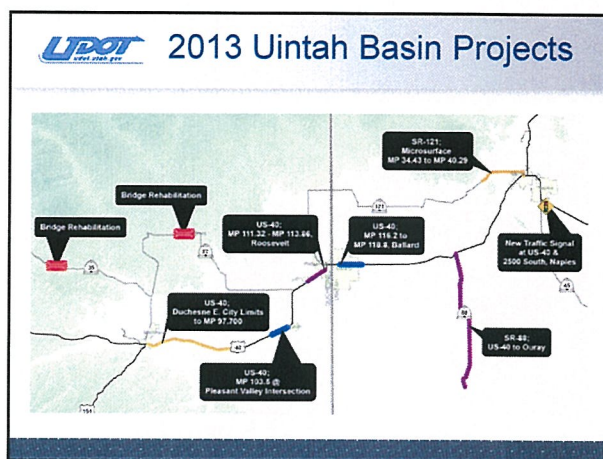 UDOT
udot.utah.gov
2013 Uintah Basin Projects
SR-121;
Microsurface
MP 34.43 to MP 40.29
Bridge Rehabilitation
Bridge Rehabilitation
US-40;
MP 111.32 - MP 113.66,
Roosevelt
US-40;
MP 116.2 to
MP 118.8, Ballard
121
New Traffic Signal
at US-40 &
2500 South, Naples
35
US-40;
Duchesne E. City Limits
to MP 97.700
40
45
88
SR-88;
US-40 to Ouray
US-40;
MP 103.5 @
Pleasant Valley Intersection
191